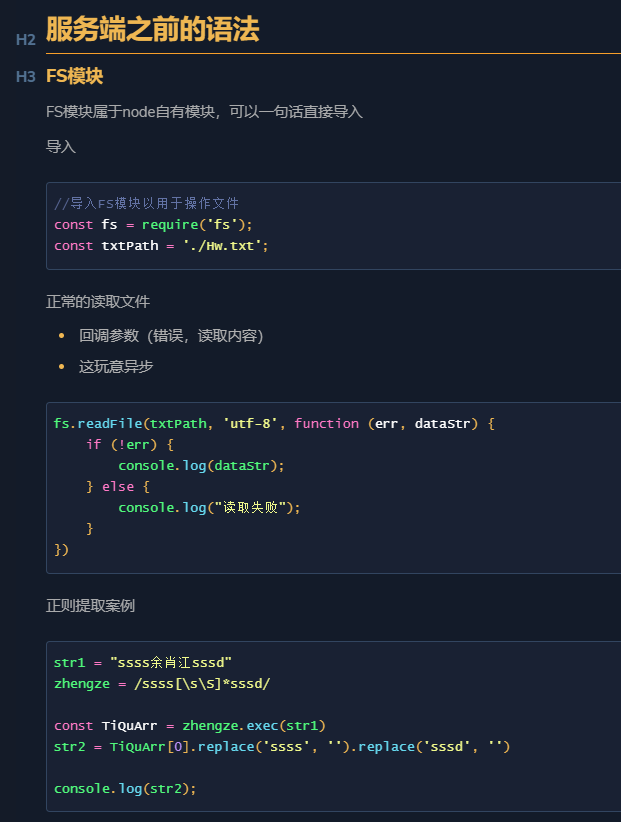 H2 服务端之前的语法
H3 FS模块
FS模块属于node自有模块，可以一句话直接导入
导入
//导入FS模块以用于操作文件
const fs = require('fs');
const txtPath = './Hw.txt';
正常的读取文件
回调参数（错误，读取内容）
这玩意异步
fs.readFile(txtPath, 'utf-8', function (err, dataStr) {
    if (!err) {
        console.log(dataStr);
    } else {
        console.log("读取失败");
    }
})
正则提取案例
str1 = "ssss余肖江sssd"
zhengze = /ssss[\s\S]*sssd/
const TiQuArr = zhengze.exec(str1)
str2 = TiQuArr[0].replace('ssss', '').replace('sssd', '')
console.log(str2);